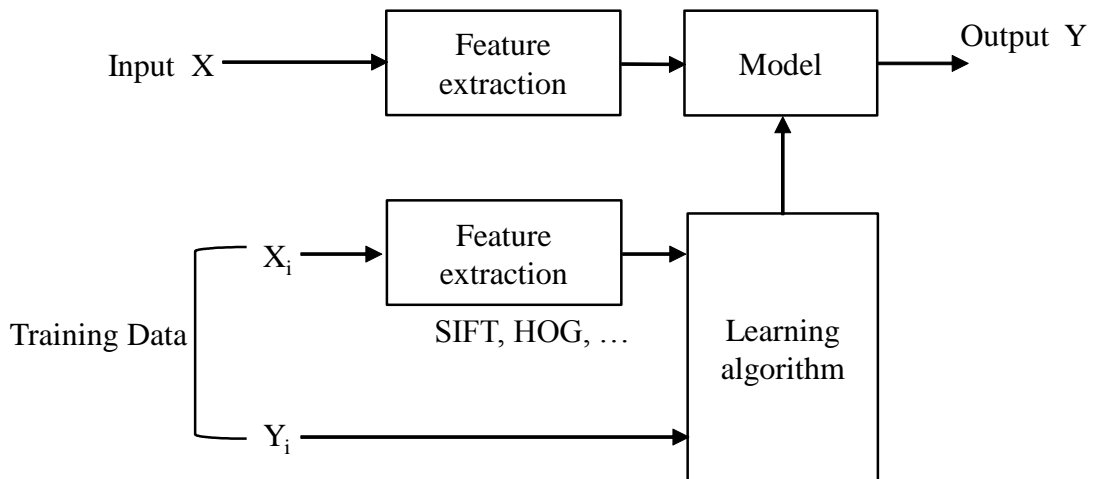 Input X
Feature
extraction
Model
Output Y
Training Data
Xi
Feature
extraction
SIFT, HOG, …
Learning
algorithm
Yi